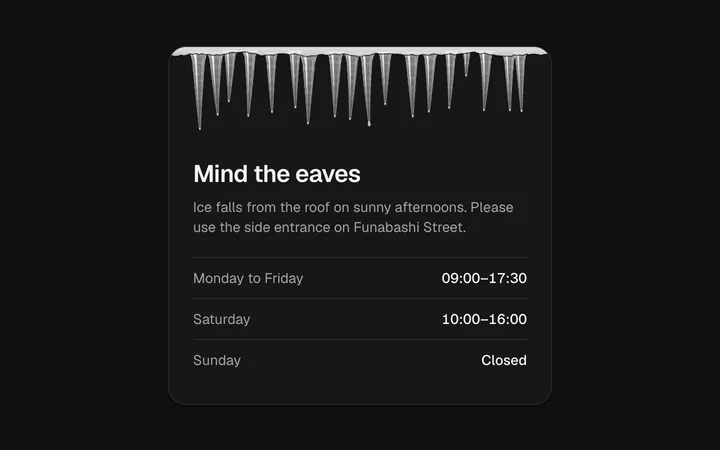 Mind the eaves
Ice falls from the roof on sunny afternoons. Please
use the side entrance on Funabashi Street.
Monday to Friday 09:00–17:30
Saturday 10:00–16:00
Sunday Closed